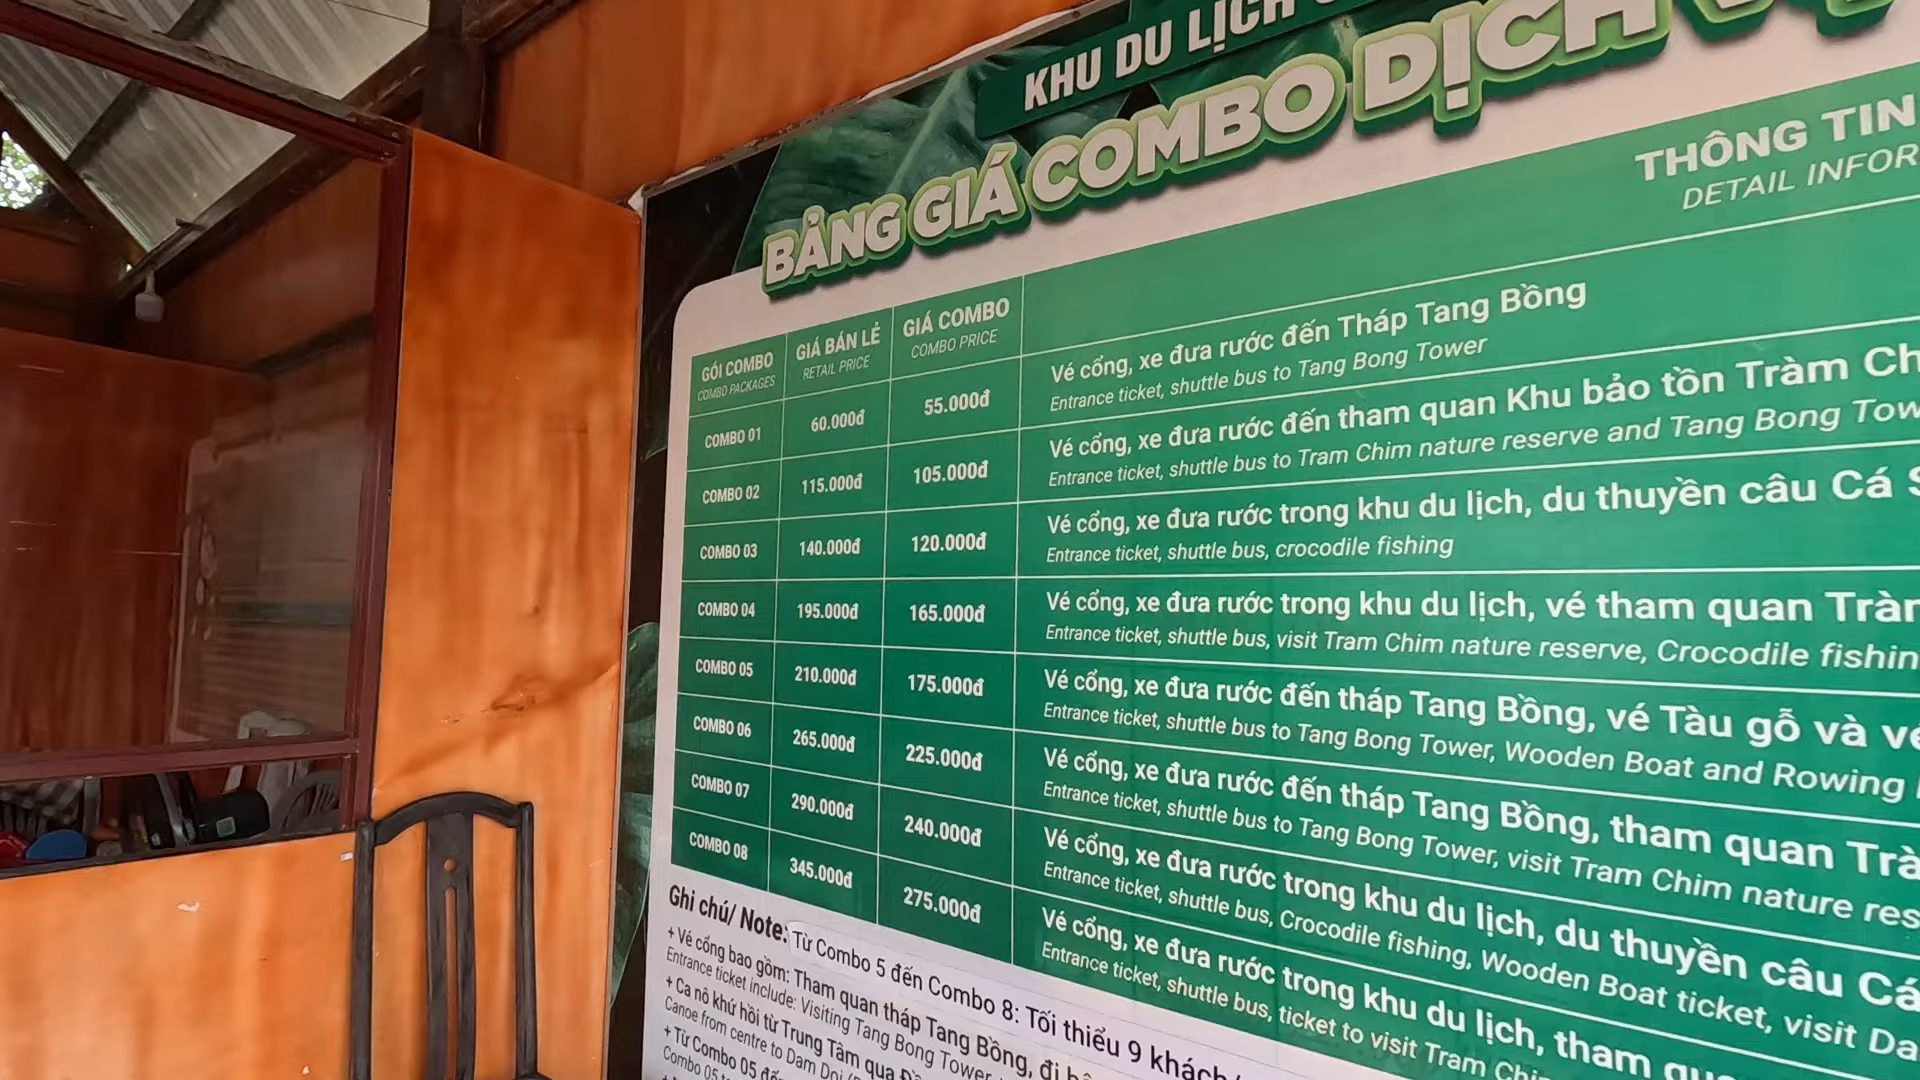 KHU DU LỊCH
BẢNG GIÁ COMBO DỊCH
THÔNG TIN
DETAIL INFOR
GÓI COMBO
COMBO PACKAGES
GIÁ BÁN LẺ
RETAIL PRICE
GIÁ COMBO
COMBO PRICE
COMBO 01
60.000đ
55.000đ
Vé cổng, xe đưa rước đến Tháp Tang Bồng
Entrance ticket, shuttle bus to Tang Bong Tower
COMBO 02
115.000đ
105.000đ
Vé cổng, xe đưa rước đến tham quan Khu bảo tồn Tràm Ch
Entrance ticket, shuttle bus to Tram Chim nature reserve and Tang Bong Tow
COMBO 03
140.000đ
120.000đ
Vé cổng, xe đưa rước trong khu du lịch, du thuyền câu Cá S
Entrance ticket, shuttle bus, crocodile fishing
COMBO 04
195.000đ
165.000đ
Vé cổng, xe đưa rước trong khu du lịch, vé tham quan Tràm
Entrance ticket, shuttle bus, visit Tram Chim nature reserve, Crocodile fishin
COMBO 05
210.000đ
175.000đ
Vé cổng, xe đưa rước đến tháp Tang Bồng, vé Tàu gỗ và vé
Entrance ticket, shuttle bus to Tang Bong Tower, Wooden Boat and Rowing
COMBO 06
265.000đ
225.000đ
Vé cổng, xe đưa rước đến tháp Tang Bồng, tham quan Trà
Entrance ticket, shuttle bus to Tang Bong Tower, visit Tram Chim nature res
COMBO 07
290.000đ
240.000đ
Vé cổng, xe đưa rước trong khu du lịch, du thuyền câu Cá
Entrance ticket, shuttle bus, Crocodile fishing, Wooden Boat ticket, visit Da
COMBO 08
345.000đ
275.000đ
Vé cổng, xe đưa rước trong khu du lịch, tham qua
Entrance ticket, shuttle bus, ticket to visit Tram Chi
Ghi chú/ Note: Từ Combo 5 đến Combo 8: Tối thiểu 9 khách/
+ Vé cổng bao gồm: Tham quan tháp Tang Bồng, đi
Entrance ticket include: Visiting Tang Bong Tower
+ Ca nô khứ hồi từ Trung Tâm qua
Canoe from centre to Dam Doi
+ Từ Combo 05 đến
Combo 05